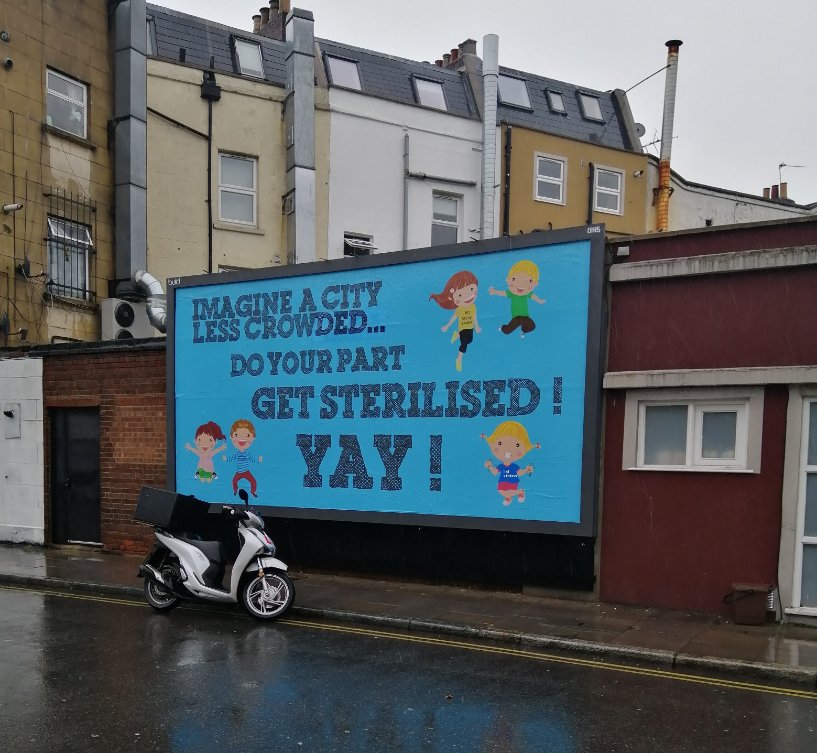 IMAGINE A CITY
LESS CROWDED...
DO YOUR PART
GET STERILISED!
YAY!